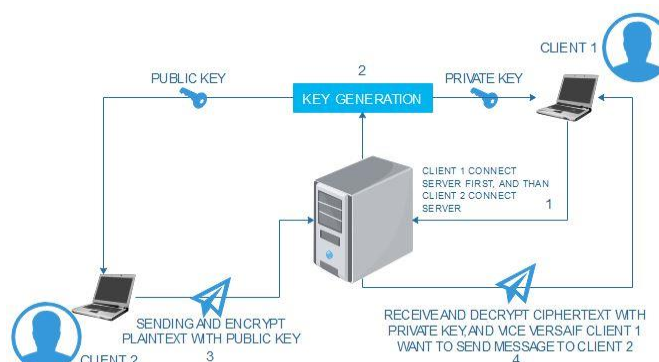 CLIENT 1
2
PUBLIC KEY
PRIVATE KEY
KEY GENERATION
CLIENT 1 CONNECT
SERVER FIRST, AND THAN
CLIENT 2 CONNECT
SERVER
1
SENDING AND ENCRYPT
PLAINTEXT WITH PUBLIC KEY
3
CLIENT 2
RECEIVE AND DECRYPT CIPHERTEXT WITH
PRIVATE KEY,AND VICE VERSAIF CLIENT 1
WANT TO SEND MESSAGE TO CLIENT 2
4